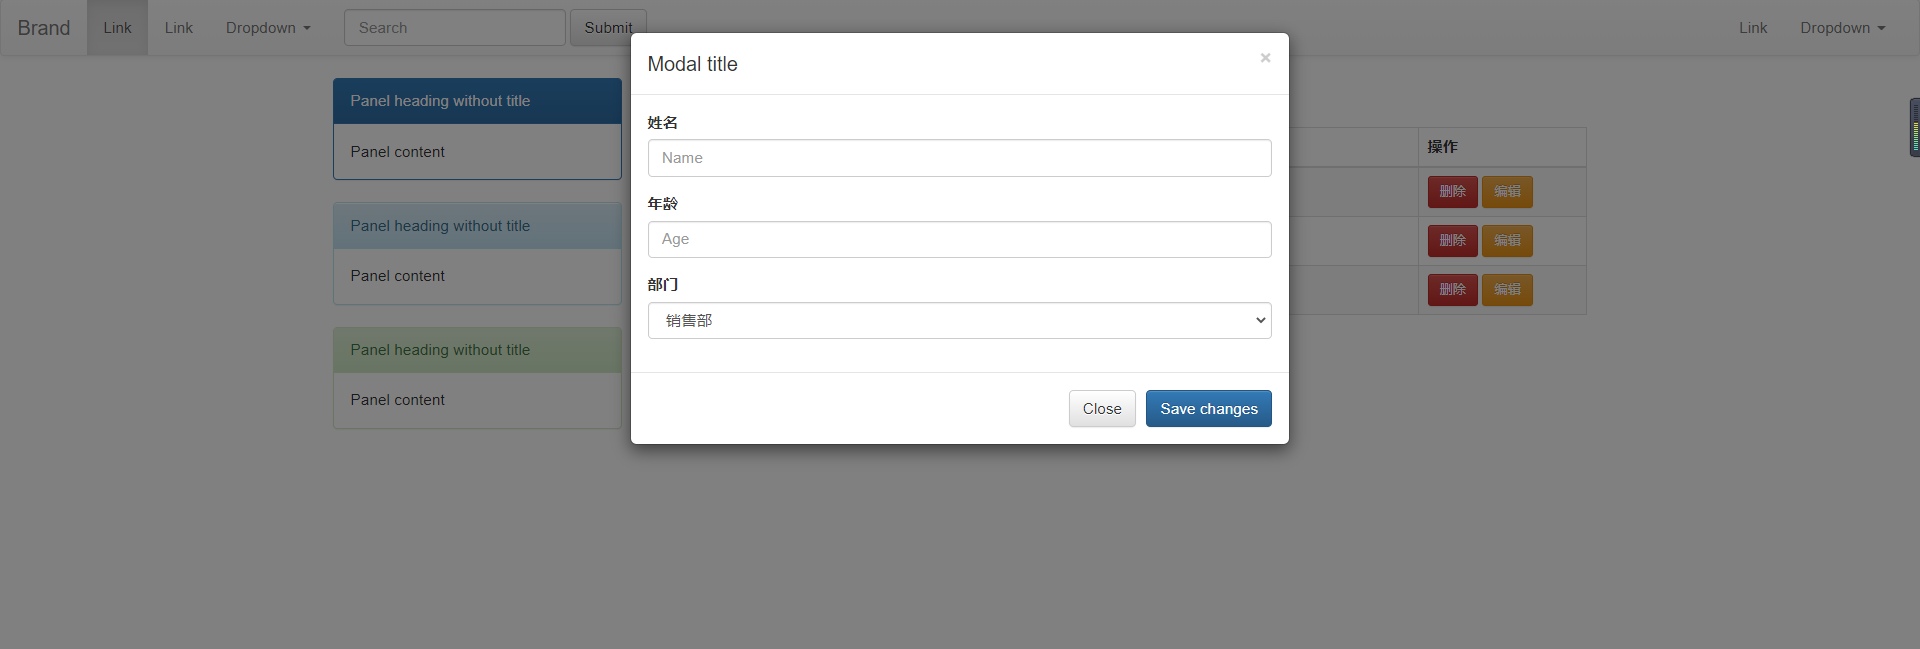 Brand Link Link Dropdown Search Submit Link Dropdown
Panel heading without title
Panel content
Panel heading without title
Panel content
Panel heading without title
Panel content
Modal title ×
姓名
Name
年龄
Age
部门
销售部
Close Save changes
操作
删除 编辑
删除 编辑
删除 编辑